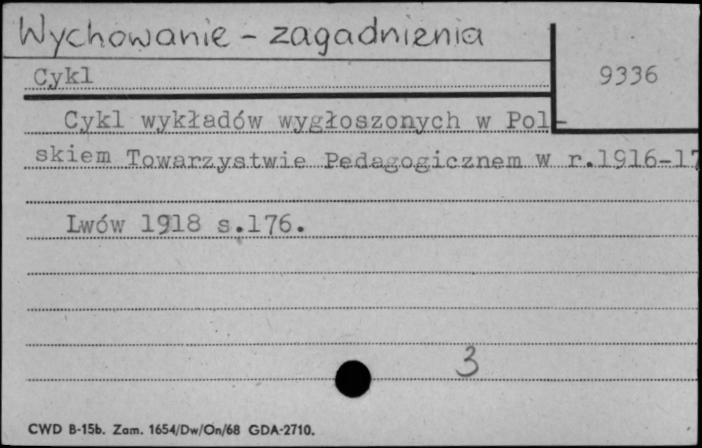 Wychowanie - zagadnienia
Cykl
9336
Cykl wykładów wygłoszonych w Pol-
skiem Towarzystwie Pedagogicznem w r.1916-17
Lwów 1918 s.176.
3
CWD B-15b. Zam. 1654/Dw/On/68 GDA-2710.